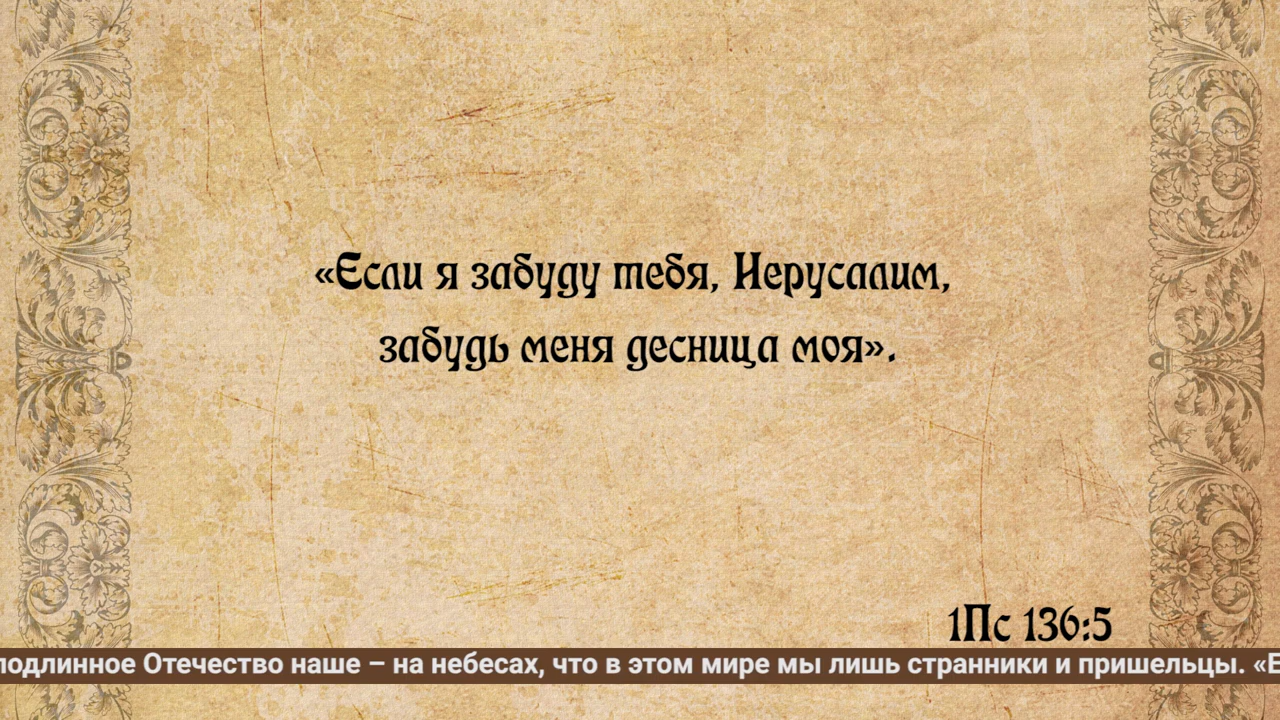 «Если я забуду тебя, Иерусалим,
забудь меня десница моя».
1Пс 136:5
подлинное Отечество наше – на небесах, что в этом мире мы лишь странники и пришельцы. «Е